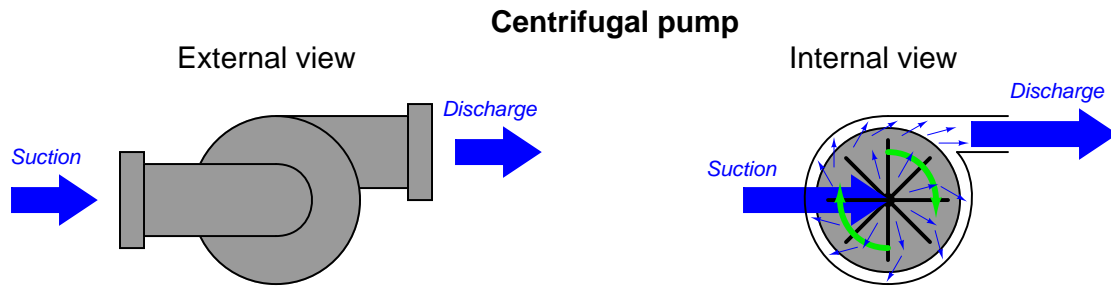 Centrifugal pump
External view
Internal view
Suction
Discharge
Suction
Discharge